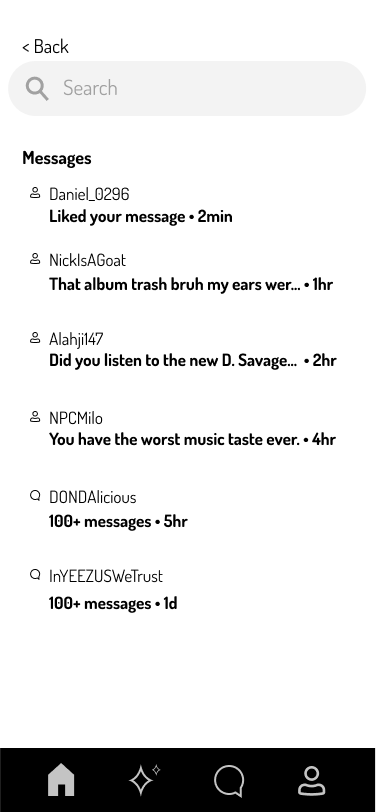 < Back
Search
Messages
Daniel_0296
Liked your message • 2min
NickIsAGoat
That album trash bruh my ears wer... • 1hr
Alahji147
Did you listen to the new D. Savage... • 2hr
NPCMilo
You have the worst music taste ever. • 4hr
DONDAlicious
100+ messages • 5hr
InYEEZUSWeTrust
100+ messages • 1d